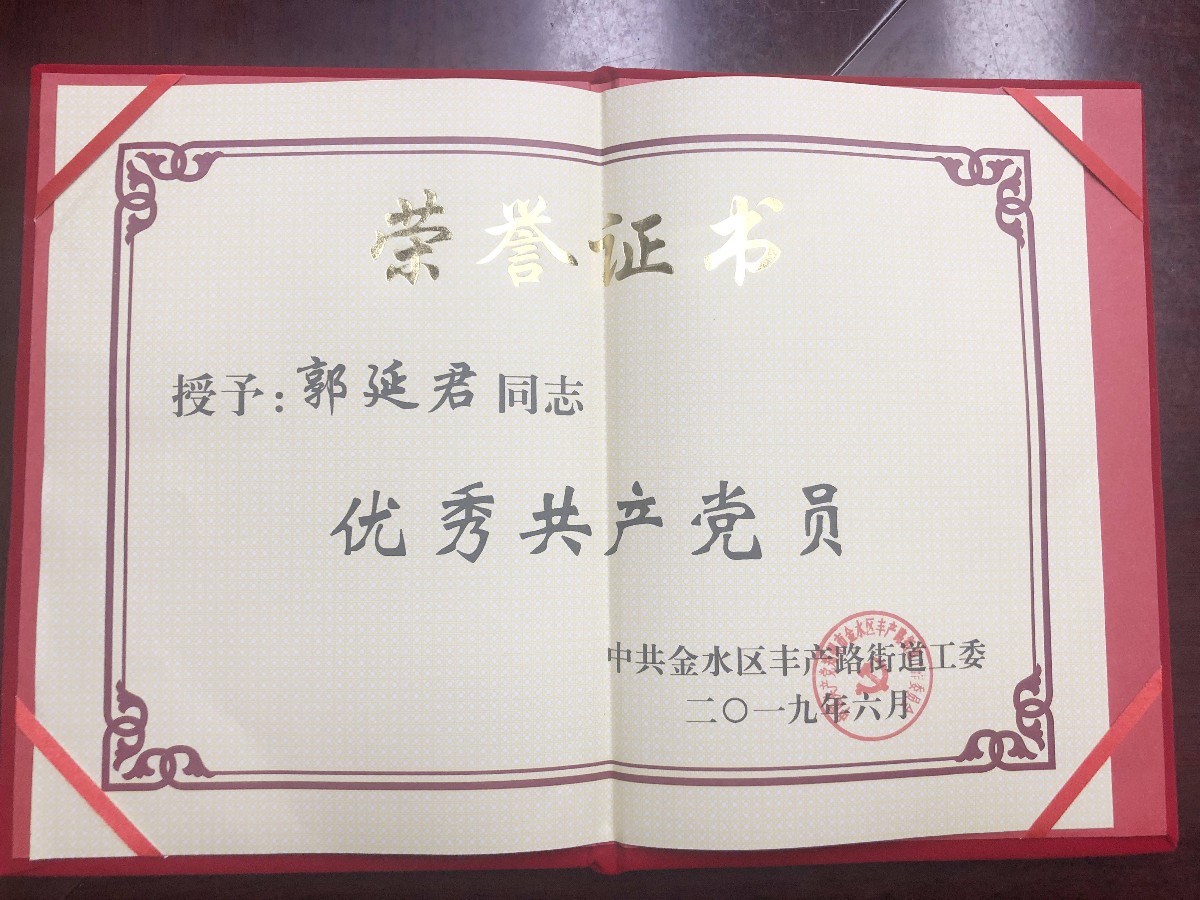 荣誉证书
授予：郭延君同志
优秀共产党员
中共金水区丰产路街道工委
二〇一九年六月